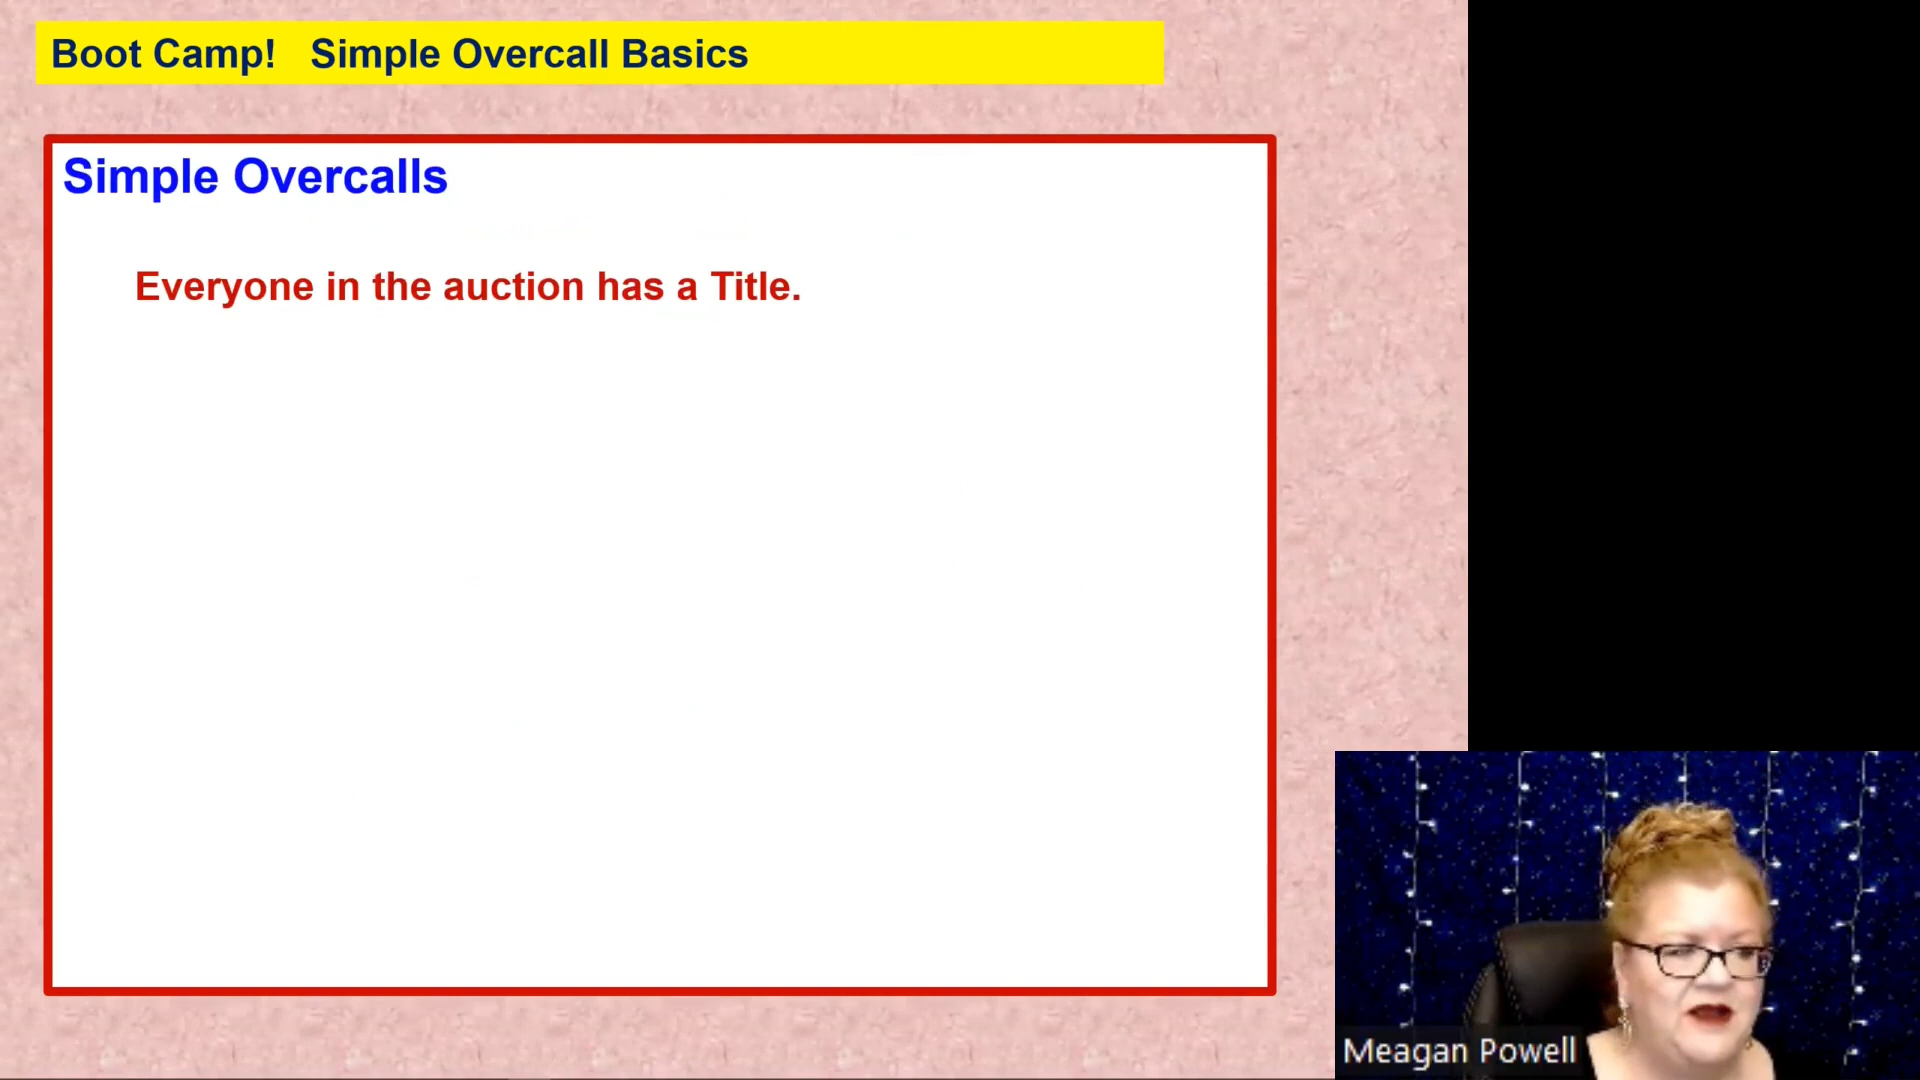 Boot Camp!   Simple Overcall Basics
Simple Overcalls
Everyone in the auction has a Title.
Meagan Powell